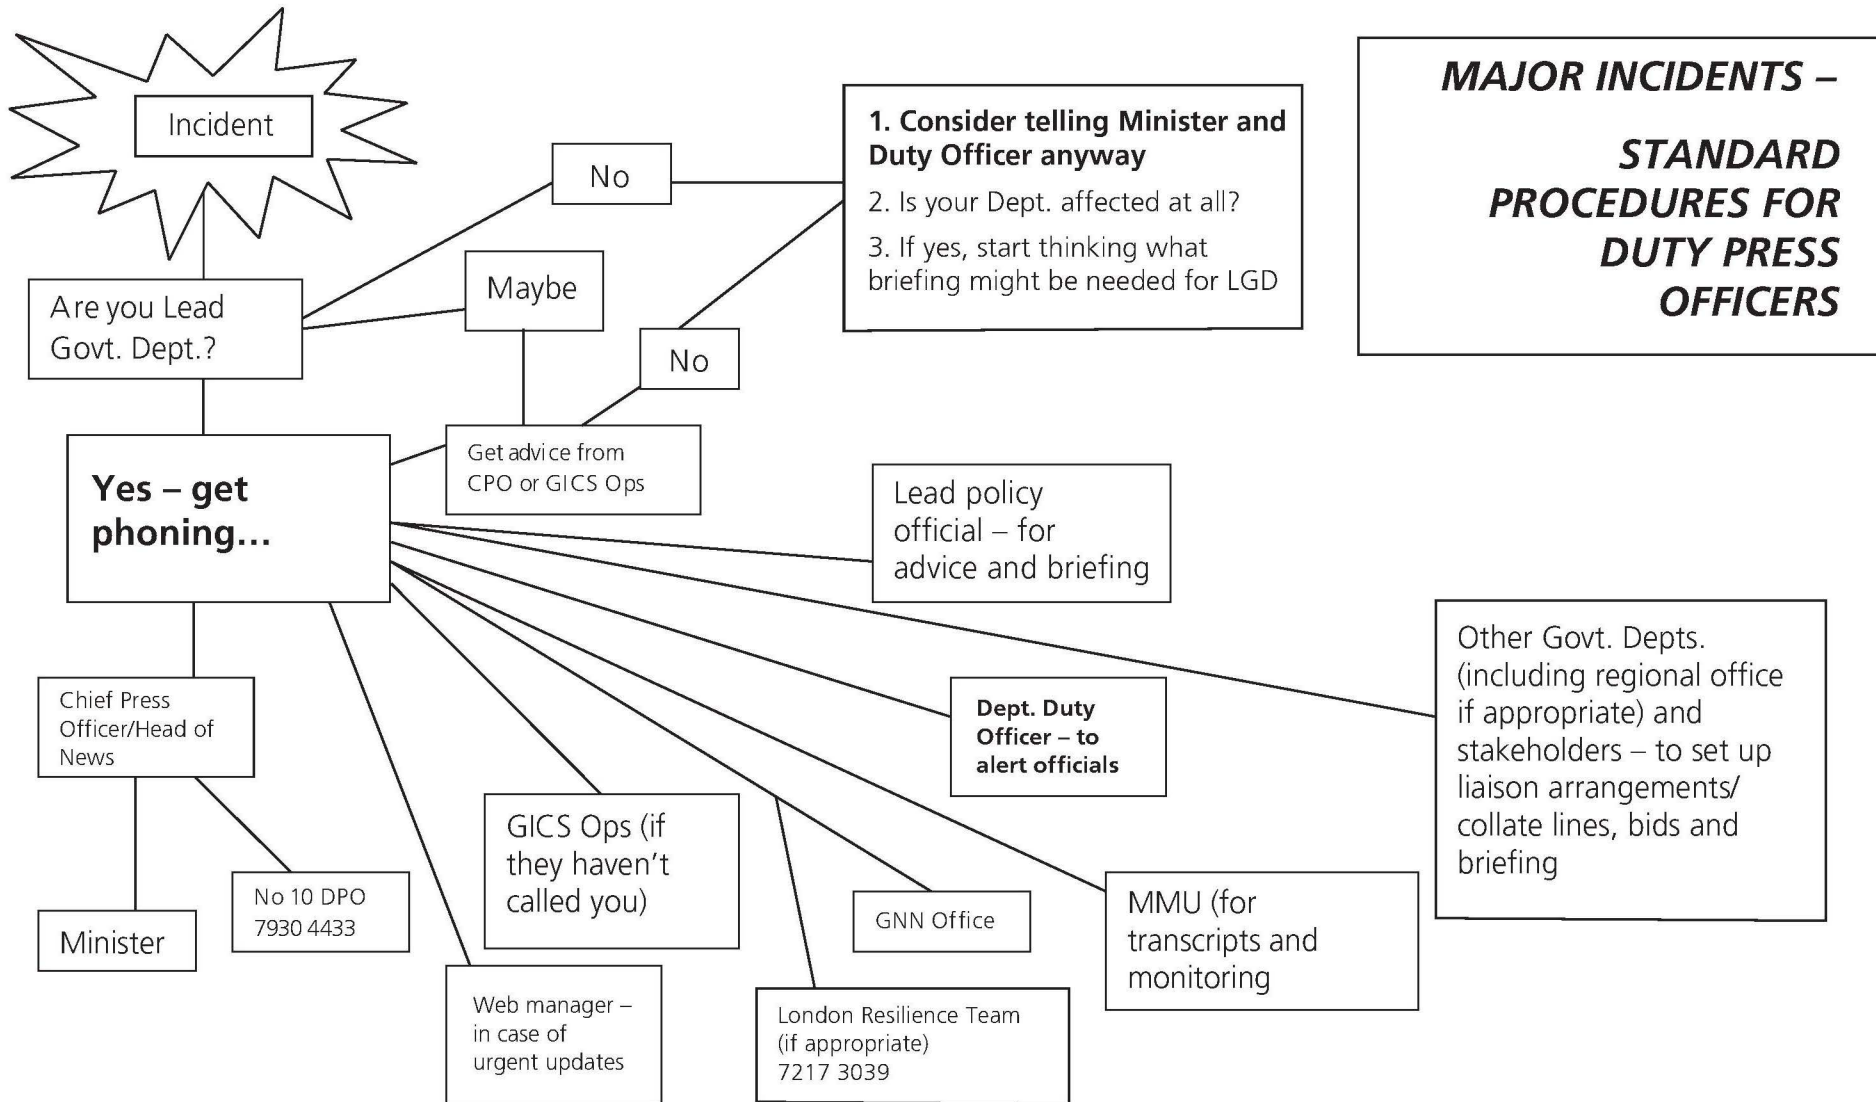 Incident
MAJOR INCIDENTS –
STANDARD
PROCEDURES FOR
DUTY PRESS
OFFICERS
No
1. Consider telling Minister and
Duty Officer anyway
2. Is your Dept. affected at all?
3. If yes, start thinking what
briefing might be needed for LGD
Are you Lead
Govt. Dept.?
Maybe
No
Get advice from
CPO or GICS Ops
Yes – get
phoning...
Lead policy
official – for
advice and briefing
Other Govt. Depts.
(including regional office
if appropriate) and
stakeholders – to set up
liaison arrangements/
collate lines, bids and
briefing
Chief Press
Officer/Head of
News
Dept. Duty
Officer – to
alert officials
GICS Ops (if
they haven't
called you)
No 10 DPO
7930 4433
Minister
GNN Office
MMU (for
transcripts and
monitoring
Web manager –
in case of
urgent updates
London Resilience Team
(if appropriate)
7217 3039